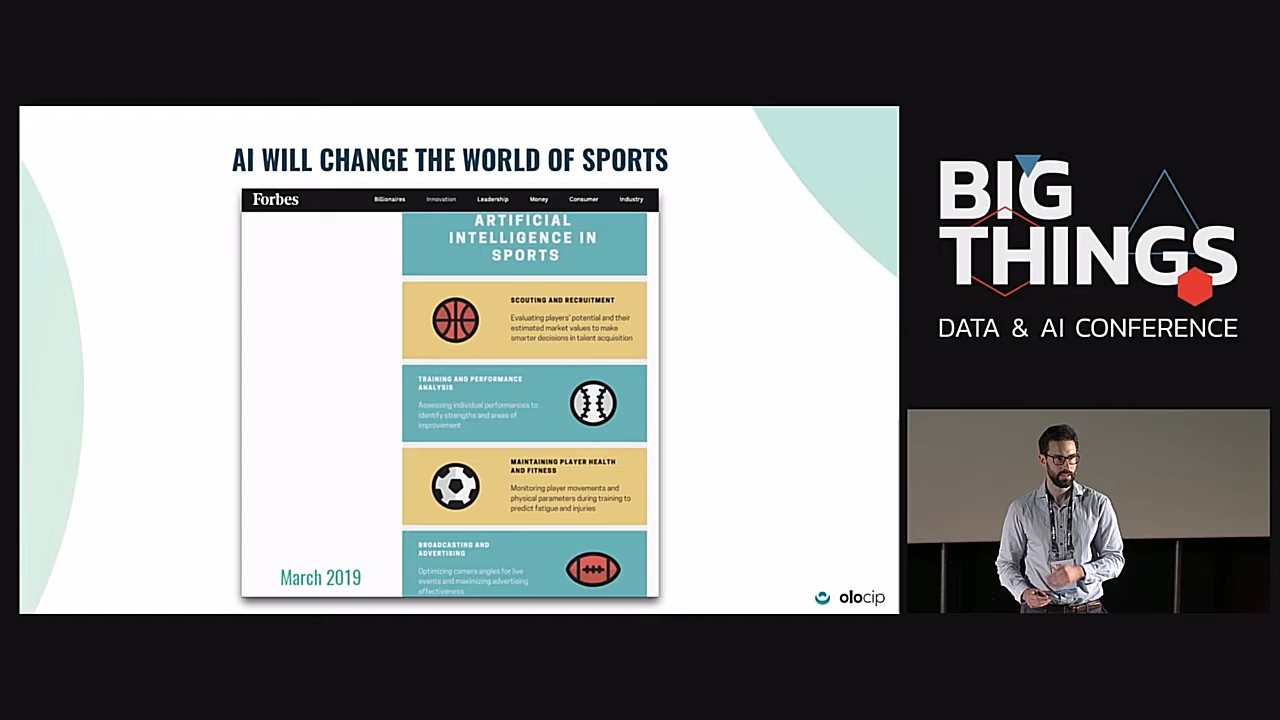 AI WILL CHANGE THE WORLD OF SPORTS
Forbes
Billionaires Innovation Leadership Money Consumer Industry
ARTIFICIAL
INTELLIGENCE IN
SPORTS
SCOUTING AND RECRUITMENT
Evaluating players' potential and their
estimated market values to make
smarter decisions in talent acquisition
TRAINING AND PERFORMANCE
ANALYSIS
Assessing individual performances to
identify strengths and areas of
improvement
MAINTAINING PLAYER HEALTH
AND FITNESS
Monitoring player movements and
physical parameters during training to
predict fatigue and injuries
BROADCASTING AND
ADVERTISING
Optimizing camera angles for live
events and maximizing advertising
effectiveness
March 2019
olocip
BIG
THINGS
DATA & AI CONFERENCE